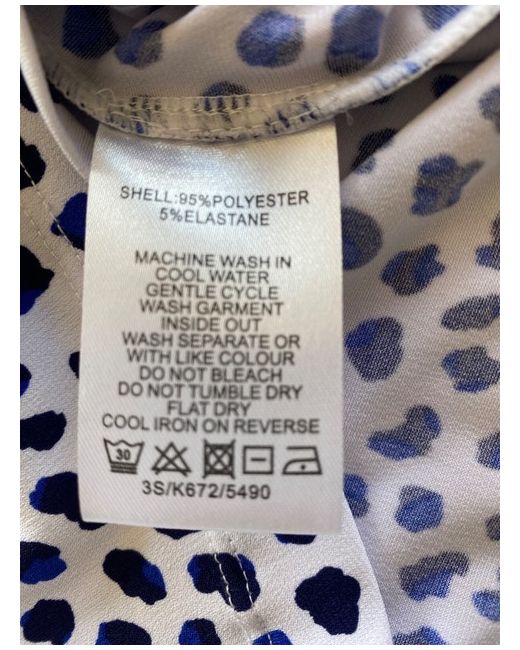 SHELL:95%POLYESTER
5%ELASTANE
MACHINE WASH IN
COOL WATER
GENTLE CYCLE
WASH GARMENT
INSIDE OUT
WASH SEPARATE OR
WITH LIKE COLOUR
DO NOT BLEACH
DO NOT TUMBLE DRY
FLAT DRY
COOL IRON ON REVERSE
30
3S/K672/5490